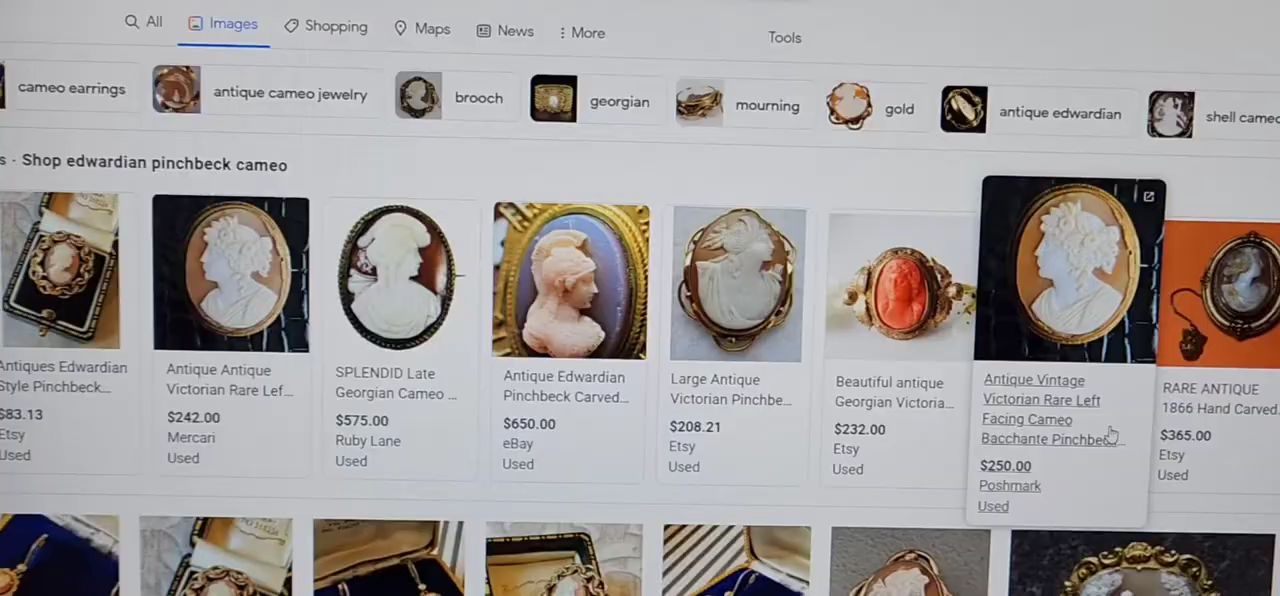 All
Images
Shopping
Maps
News
More
Tools
cameo earrings
antique cameo jewelry
brooch
georgian
mourning
gold
antique edwardian
shell cameo
s · Shop edwardian pinchbeck cameo
Antiques Edwardian
Style Pinchbeck...
$83.13
Etsy
Used
Antique Antique
Victorian Rare Lef...
$242.00
Mercari
Used
SPLENDID Late
Georgian Cameo ...
$575.00
Ruby Lane
Used
Antique Edwardian
Pinchbeck Carved...
$650.00
eBay
Used
Large Antique
Victorian Pinchbe...
$208.21
Etsy
Used
Beautiful antique
Georgian Victoria...
$232.00
Etsy
Used
Antique Vintage
Victorian Rare Left
Facing Cameo
Bacchante Pinchbec...
$250.00
Poshmark
Used
RARE ANTIQUE
1866 Hand Carved
$365.00
Etsy
Used